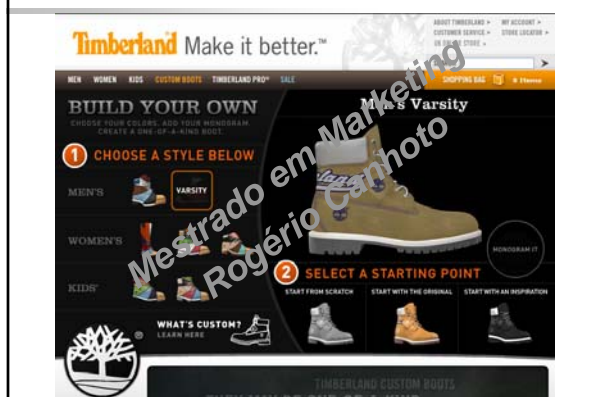 ABOUT TIMBERLAND > MY ACCOUNT >
CUSTOMER SERVICE > STORE LOCATOR >
Timberland Make it better.™
MEN WOMEN KIDS CUSTOM BOOTS TIMBERLAND PRO® SALE
SHOPPING BAG 0 Items
BUILD YOUR OWN
CHOOSE YOUR COLORS. ADD YOUR MONOGRAM.
CREATE A ONE-OF-A-KIND BOOT.
1 CHOOSE A STYLE BELOW
MEN'S
VARSITY
WOMEN'S
KIDS'
WHAT'S CUSTOM?
LEARN HERE
Men's Varsity
MONOGRAM IT
2 SELECT A STARTING POINT
START FROM SCRATCH START WITH THE ORIGINAL START WITH AN INSPIRATION
Mestrado em Marketing
Rogério Canhoto
®
TIMBERLAND CUSTOM BOOTS